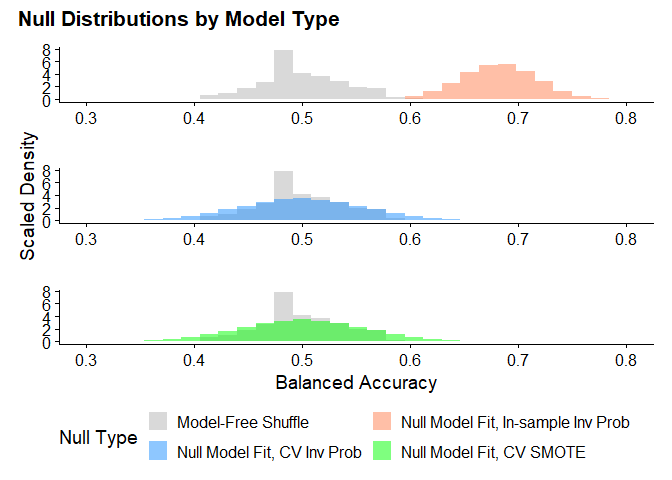 Null Distributions by Model Type
8
6
4
2
0
0.3 0.4 0.5 0.6 0.7 0.8
8
6
4
2
0
0.3 0.4 0.5 0.6 0.7 0.8
8
6
4
2
0
0.3 0.4 0.5 0.6 0.7 0.8
Scaled Density
Balanced Accuracy
Null Type
Model-Free Shuffle
Null Model Fit, In-sample Inv Prob
Null Model Fit, CV Inv Prob
Null Model Fit, CV SMOTE